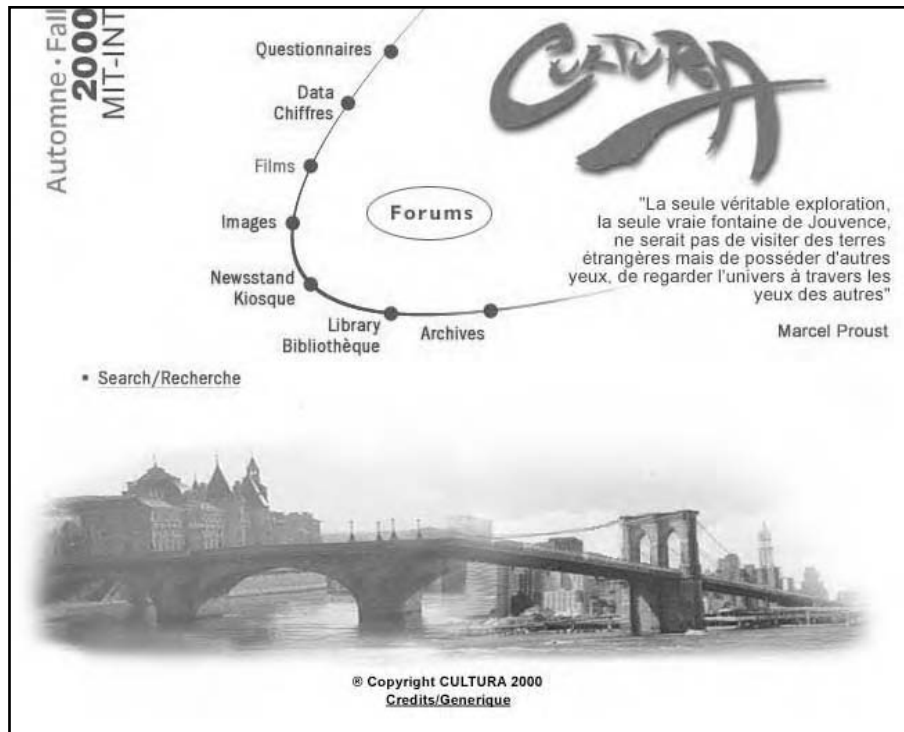 Automne • Fall
2000
MIT-INT
CULTURA
Questionnaires
Data
Chiffres
Films
Images
Newsstand
Kiosque
Library
Bibliothèque
Archives
Forums
"La seule véritable exploration,
la seule vraie fontaine de Jouvence,
ne serait pas de visiter des terres
étrangères mais de posséder d'autres
yeux, de regarder l'univers à travers les
yeux des autres"
Marcel Proust
• Search/Recherche
® Copyright CULTURA 2000
Credits/Generique